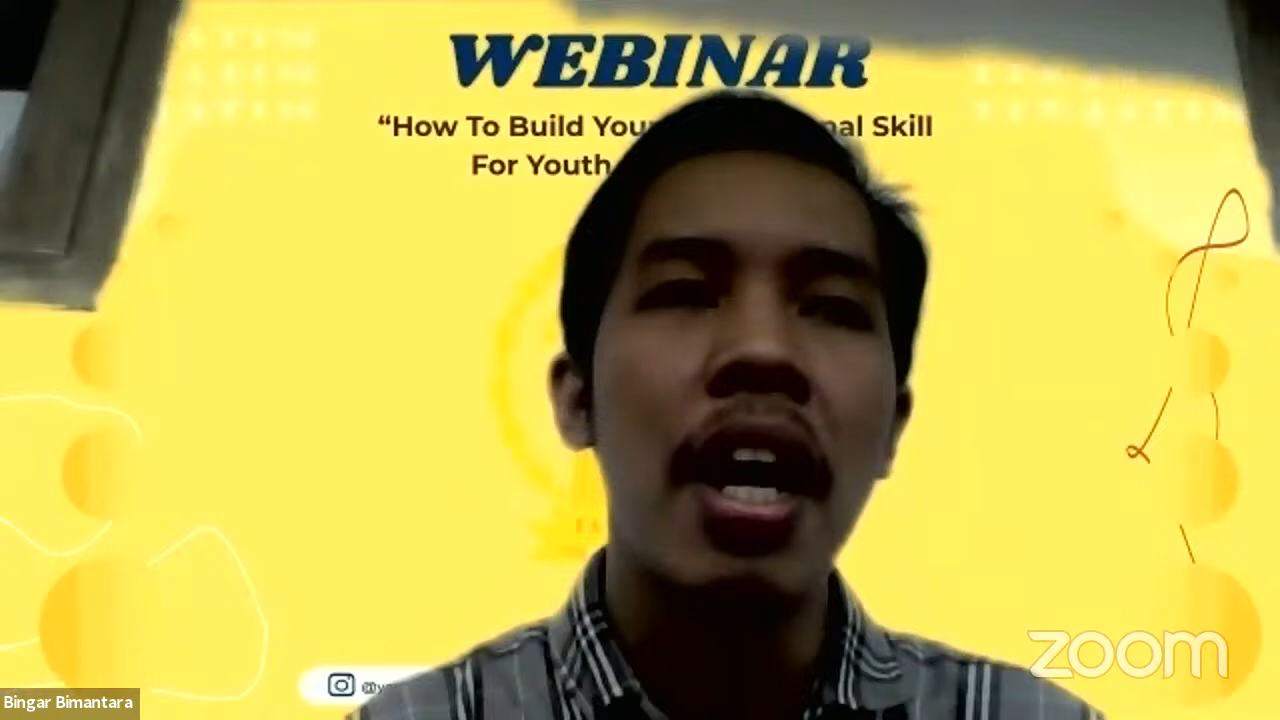 WEBINAR
“How To Build You nal Skill
For Youth
@y
zoom
Bingar Bimantara